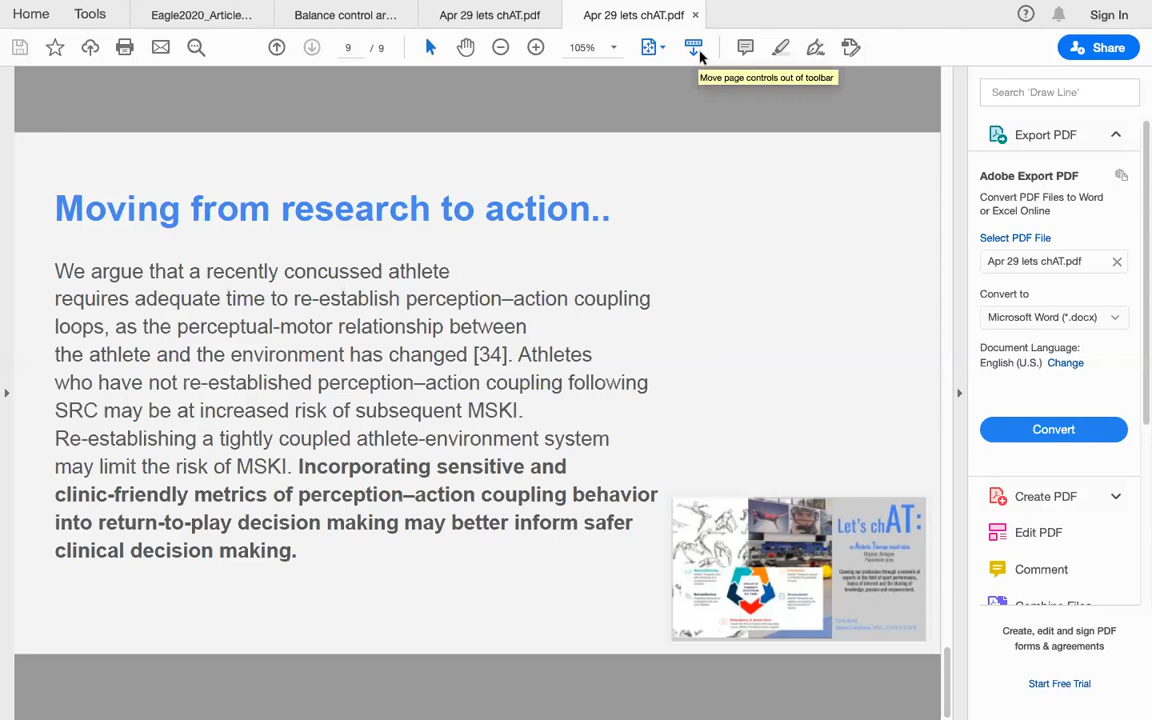 Home
Tools
Eagle2020_Article...
Balance control ar...
Apr 29 lets chAT.pdf
Apr 29 lets chAT.pdf ×
Sign In
9 / 9
105%
Share
Move page controls out of toolbar
Moving from research to action..
We argue that a recently concussed athlete
requires adequate time to re-establish perception–action coupling
loops, as the perceptual-motor relationship between
the athlete and the environment has changed [34]. Athletes
who have not re-established perception–action coupling following
SRC may be at increased risk of subsequent MSKI.
Re-establishing a tightly coupled athlete-environment system
may limit the risk of MSKI. Incorporating sensitive and
clinic-friendly metrics of perception–action coupling behavior
into return-to-play decision making may better inform safer
clinical decision making.
Let's chAT:
Search 'Draw Line'
Export PDF
Adobe Export PDF
Convert PDF Files to Word
or Excel Online
Select PDF File
Apr 29 lets chAT.pdf
Convert to
Microsoft Word (*.docx)
Document Language:
English (U.S.) Change
Convert
Create PDF
Edit PDF
Comment
Combine Files
Create, edit and sign PDF
forms & agreements
Start Free Trial